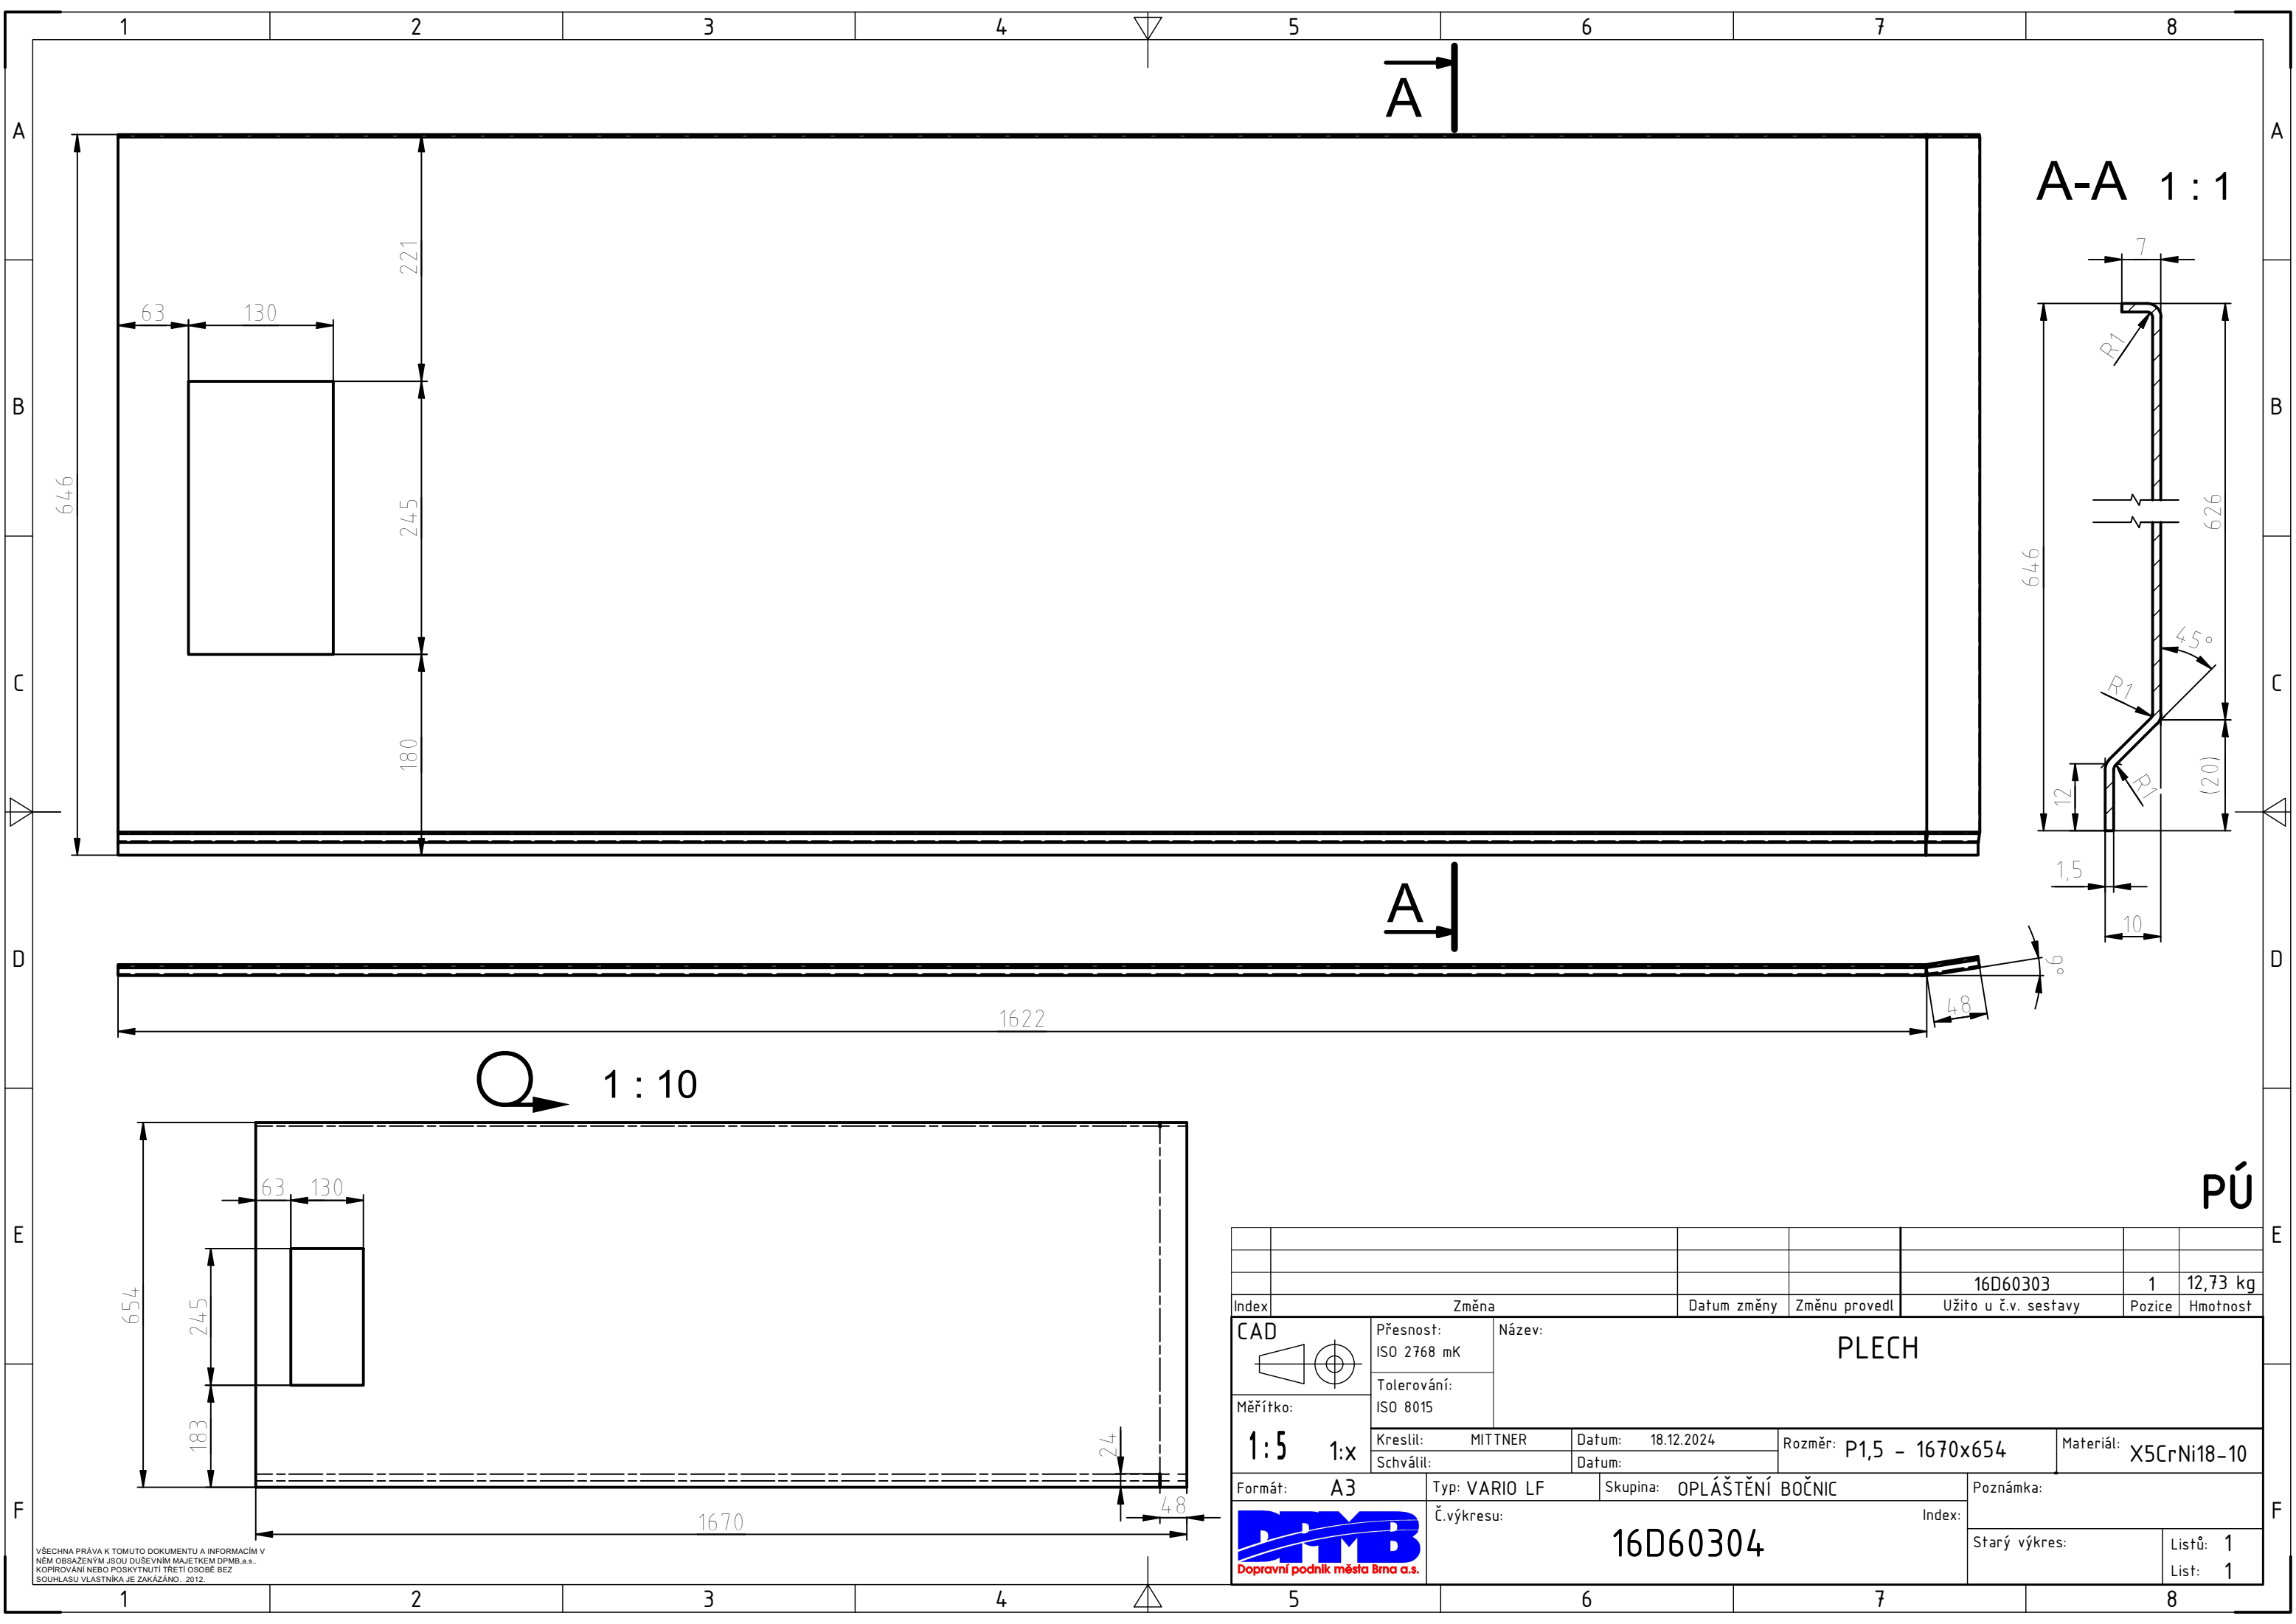 1 2 3 4 5 6 7 8
A
A
A
A-A 1 : 1
7
221
63 130
R1
B
B
646
245
626
646
45°
C
C
R1
180
(20)
12
R1
1,5
A
10
D
D
9°
48
1622
1 : 10
PÚ
63 130
E
E
654
245
183
24
48
1670
F
F
16D60303 1 12,73 kg
Index Změna Datum změny Změnu provedl Užito u č.v. sestavy Pozice Hmotnost
CAD
Přesnost:
ISO 2768 mK
Název:
PLECH
Tolerování:
ISO 8015
Měřítko:
1:5 1:x
Kreslil: MITTNER Datum: 18.12.2024
Schválil: Datum:
Rozměr: P1,5 - 1670x654
Materiál: X5CrNi18-10
Formát: A3
Typ: VARIO LF
Skupina: OPLÁŠTĚNÍ BOČNIC
Poznámka:
DPMB
Dopravní podnik města Brna a.s.
Č.výkresu:
16D60304
Index:
Starý výkres:
Listů: 1
List: 1
VŠECHNA PRÁVA K TOMUTO DOKUMENTU A INFORMACÍM V
NĚM OBSAŽENÝM JSOU DUŠEVNÍM MAJETKEM DPMB,a.s..
KOPÍROVÁNÍ NEBO POSKYTNUTÍ TŘETÍ OSOBĚ BEZ
SOUHLASU VLASTNÍKA JE ZAKÁZÁNO. 2012.
1 2 3 4 5 6 7 8